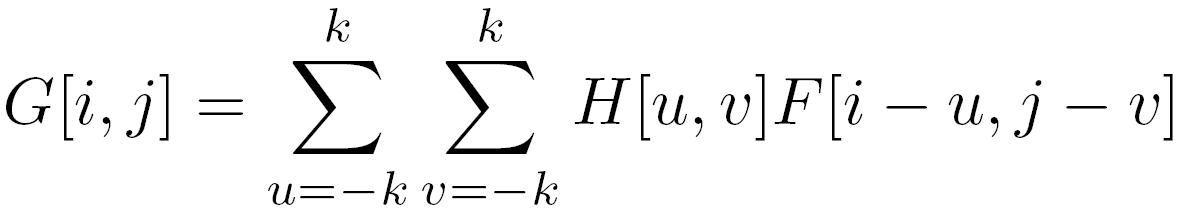 G[i, j] = \sum_{u=-k}^{k} \sum_{v=-k}^{k} H[u, v]F[i − u, j − v]